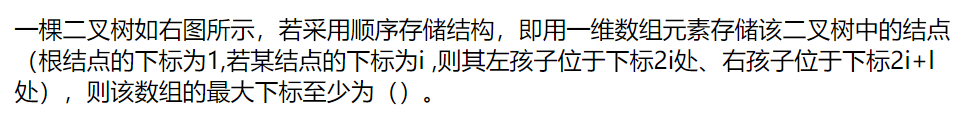 一棵二叉树如右图所示，若采用顺序存储结构，即用一维数组元素存储该二叉树中的结点
（根结点的下标为1,若某结点的下标为i ,则其左孩子位于下标2i处、右孩子位于下标2i+l
处），则该数组的最大下标至少为（）。